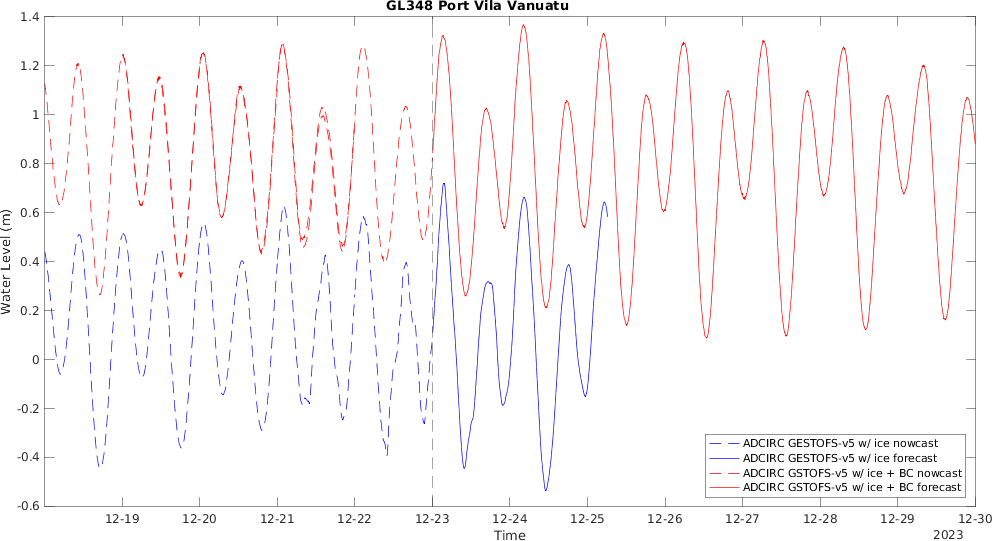 GL348 Port Vila Vanuatu
1.4
1.2
1
0.8
0.6
0.4
0.2
0
-0.2
-0.4
-0.6
Water Level (m)
ADCIRC GESTOFS-v5 w/ ice nowcast
ADCIRC GESTOFS-v5 w/ ice forecast
ADCIRC GSTOFS-v5 w/ ice + BC nowcast
ADCIRC GSTOFS-v5 w/ ice + BC forecast
12-19 12-20 12-21 12-22 12-23 12-24 12-25 12-26 12-27 12-28 12-29 12-30
Time 2023